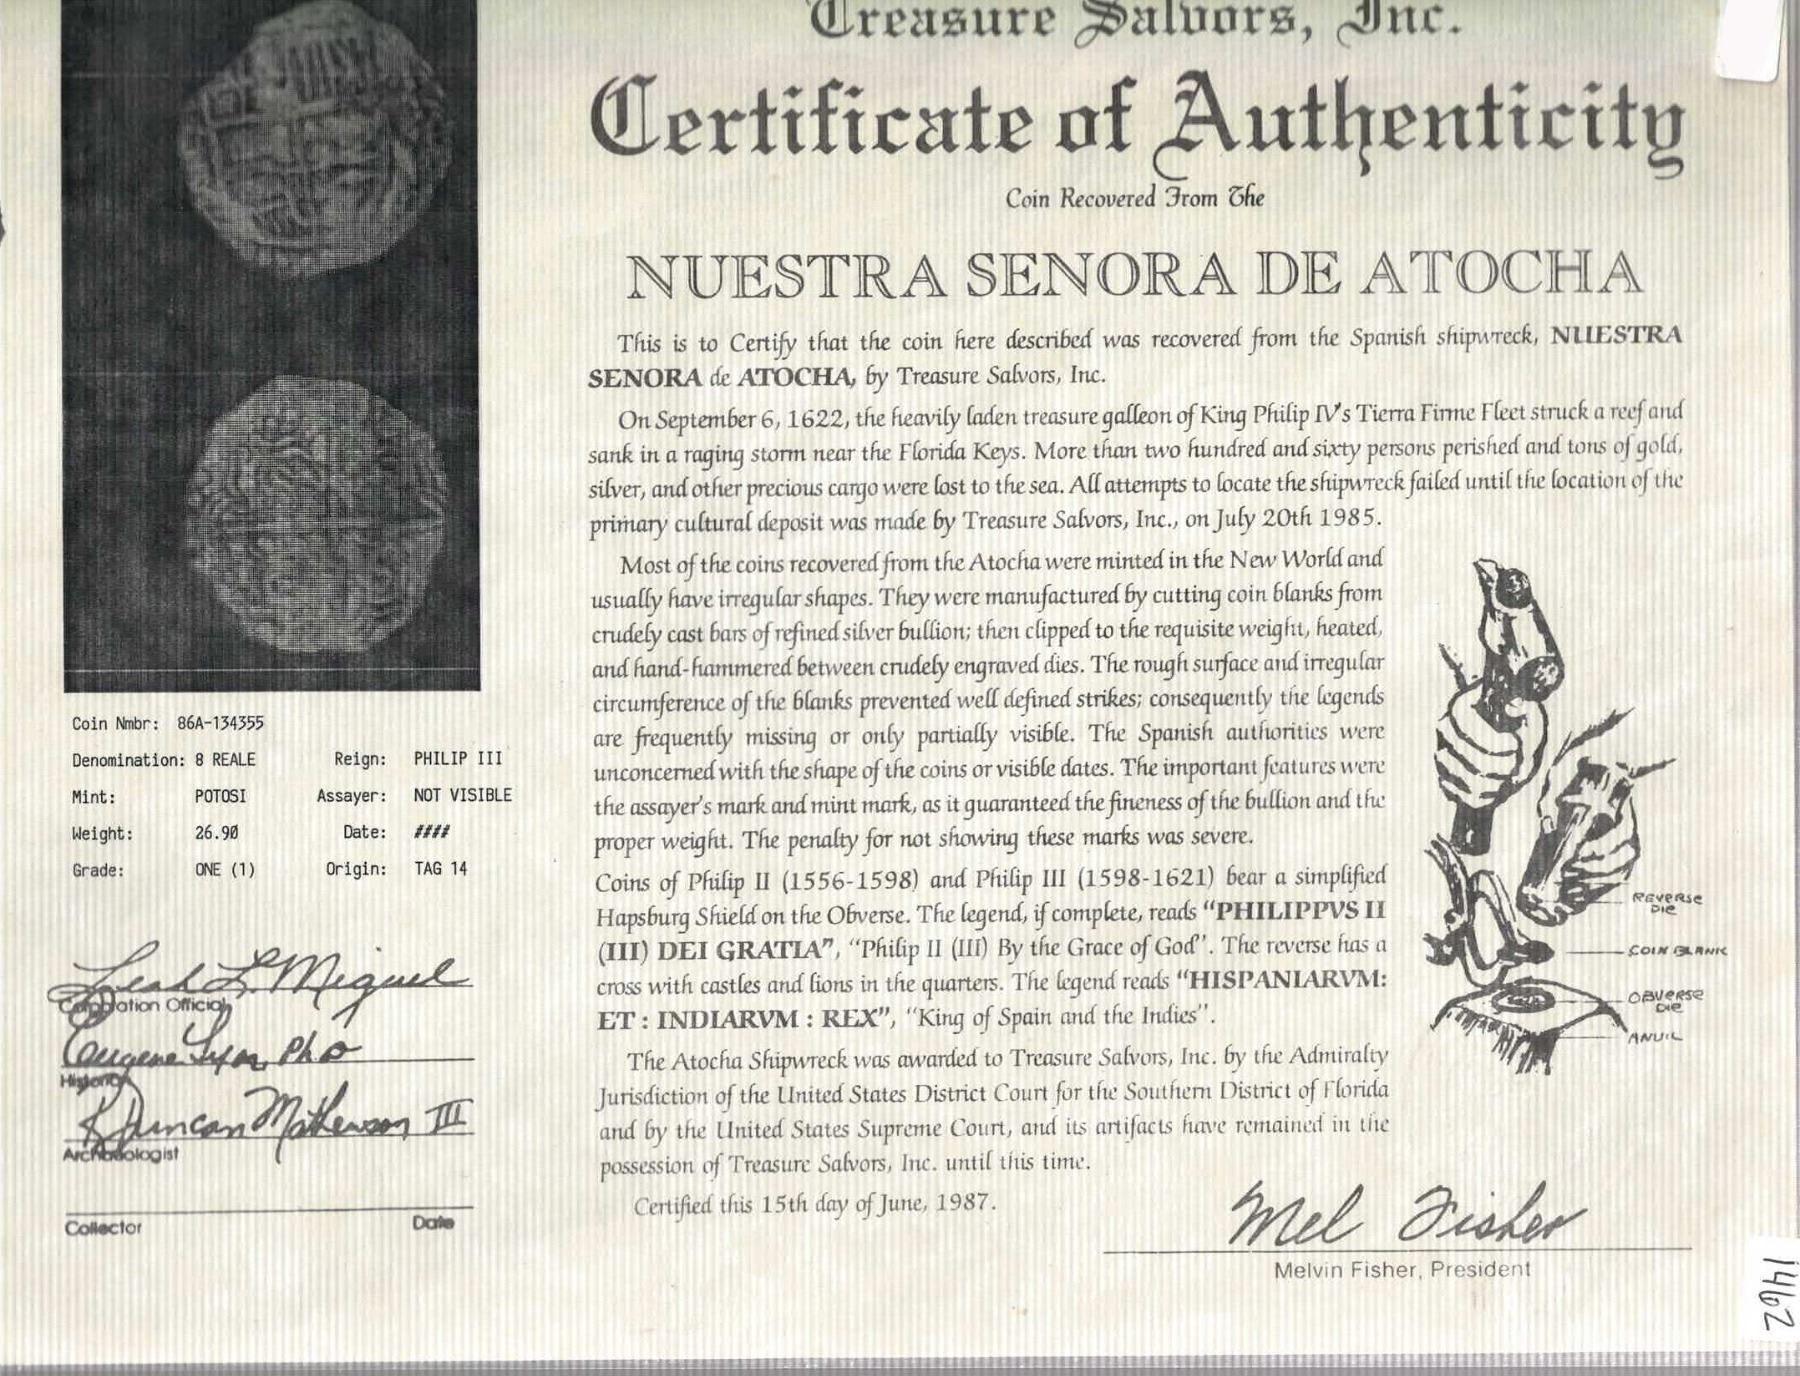 Treasure Salvors, Inc.
Certificate of Authenticity
Coin Recovered From The
NUESTRA SENORA DE ATOCHA
This is to Certify that the coin here described was recovered from the Spanish shipwreck, NUESTRA
SENORA de ATOCHA, by Treasure Salvors, Inc.
On September 6, 1622, the heavily laden treasure galleon of King Philip IV's Tierra Firme Fleet struck a reef and
sank in a raging storm near the Florida Keys. More than two hundred and sixty persons perished and tons of gold,
silver, and other precious cargo were lost to the sea. All attempts to locate the shipwreck failed until the location of the
primary cultural deposit was made by Treasure Salvors, Inc., on July 20th 1985.
Most of the coins recovered from the Atocha were minted in the New World and
usually have irregular shapes. They were manufactured by cutting coin blanks from
crudely cast bars of refined silver bullion; then clipped to the requisite weight, heated,
and hand-hammered between crudely engraved dies. The rough surface and irregular
circumference of the blanks prevented well defined strikes; consequently the legends
are frequently missing or only partially visible. The Spanish authorities were
unconcerned with the shape of the coins or visible dates. The important features were
the assayer's mark and mint mark, as it guaranteed the fineness of the bullion and the
proper weight. The penalty for not showing these marks was severe.
Coins of Philip II (1556-1598) and Philip III (1598-1621) bear a simplified
Hapsburg Shield on the Obverse. The legend, if complete, reads "PHILIPPVS II
(III) DEI GRATIA", "Philip II (III) By the Grace of God". The reverse has a
cross with castles and lions in the quarters. The legend reads "HISPANIARVM:
ET : INDIARVM : REX", "King of Spain and the Indies".
The Atocha Shipwreck was awarded to Treasure Salvors, Inc. by the Admiralty
Jurisdiction of the United States District Court for the Southern District of Florida
and by the United States Supreme Court, and its artifacts have remained in the
possession of Treasure Salvors, Inc. until this time.
Certified this 15th day of June, 1987.
Mel Fisher
Melvin Fisher, President
REVERSE
DIE
COIN BLANK
OBVERSE
DIE
ANVIL
Coin Nmbr: 86A-134355
Denomination: 8 REALE Reign: PHILIP III
Mint: POTOSI Assayer: NOT VISIBLE
Weight: 26.90 Date: ####
Grade: ONE (1) Origin: TAG 14
Leah L. Miguel
Corporation Official
Eugene Lyon, PhD
Historian
R Duncan Mathewson III
Archaeologist
Collector Date
1462